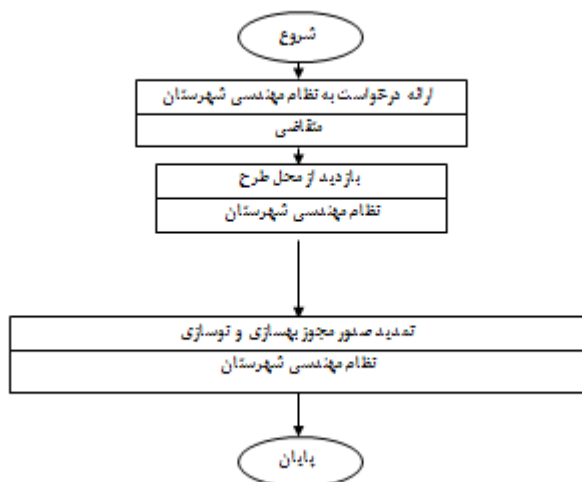 شروع
ارائه درخواست به نظام مهندسی شهرستان
متقاضی
بازدید از محل طرح
نظام مهندسی شهرستان
تمدید صدور مجوز بهسازی و نوسازی
نظام مهندسی شهرستان
پایان